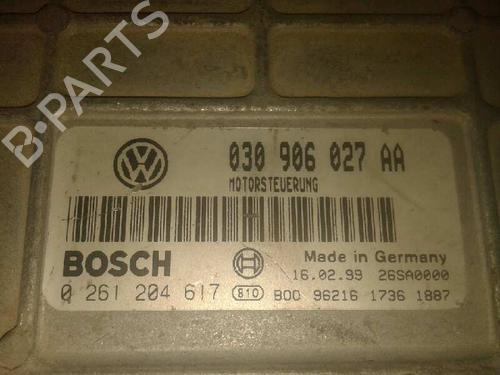 B-PARTS
030 906 027 AA
MOTORSTEUERUNG
BOSCH
Made in Germany
16.02.99 26SA0000
0 261 204 617 810 B00 96216 1736 1887